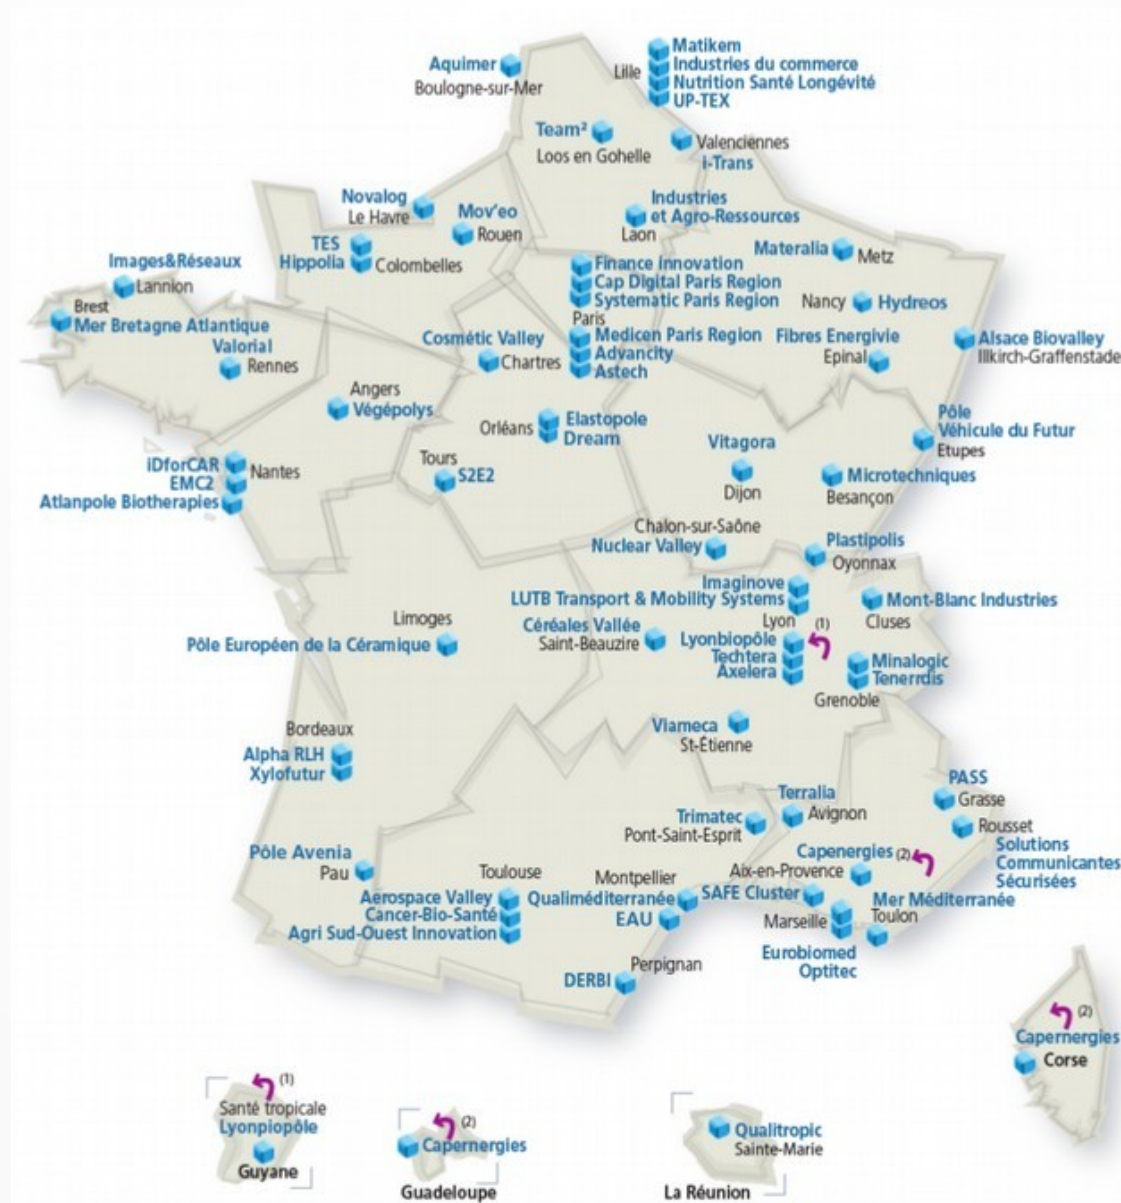 Matikem
Aquimer
Industries du commerce
Lille
Nutrition Santé Longévité
Boulogne-sur-Mer
UP-TEX
Team²
Valenciennes
Loos en Gohelle
i-Trans
Novalog
Industries
Le Havre
Mov'eo
et Agro-Ressources
Rouen
Laon
TES
Hippolia
Colombelles
Materalia
Metz
Images&Réseaux
Finance innovation
Lannion
Cap Digital Paris Region
Systematic Paris Region
Nancy
Hydreos
Brest
Paris
Mer Bretagne Atlantique
Cosmétic Valley
Medicen Paris Region
Fibres Energivie
Alsace Biovalley
Valorial
Advancity
Epinal
Illkirch-Graffenstade
Rennes
Chartres
Astech
Angers
Végépolys
Elastopole
Pôle
Orléans
Dream
Véhicule du Futur
Vitagora
Etupes
Tours
iDforCAR
Nantes
S2E2
Microtechniques
EMC2
Dijon
Besançon
Atlanpole Biotherapies
Chalon-sur-Saône
Nuclear Valley
Plastipolis
Oyonnax
Imaginove
LUTB Transport & Mobility Systems
Mont-Blanc Industries
Limoges
Céréales Vallée
Lyon
(1)
Cluses
Pôle Européen de la Céramique
Saint-Beauzire
Lyonbiopôle
Techtera
Minalogic
Axelera
Tenerrdis
Grenoble
Bordeaux
Viameca
St-Étienne
Alpha RLH
Xylofutur
PASS
Terralia
Grasse
Trimatec
Avignon
Rousset
Pont-Saint-Esprit
Solutions
Pôle Avenia
Capenergies (2)
Communicantes
Pau
Toulouse
Montpellier
Aix-en-Provence
Sécurisées
Aerospace Valley
Qualiméditerranée
SAFE Cluster
Mer Méditerranée
Cancer-Bio-Santé
EAU
Marseille
Toulon
Agri Sud-Ouest Innovation
Eurobiomed
Perpignan
Optitec
DERBI
(2)
Capernergies
Corse
(1)
Santé tropicale
Lyonpiopôle
Guyane
(2)
Capernergies
Guadeloupe
Qualitropic
Sainte-Marie
La Réunion